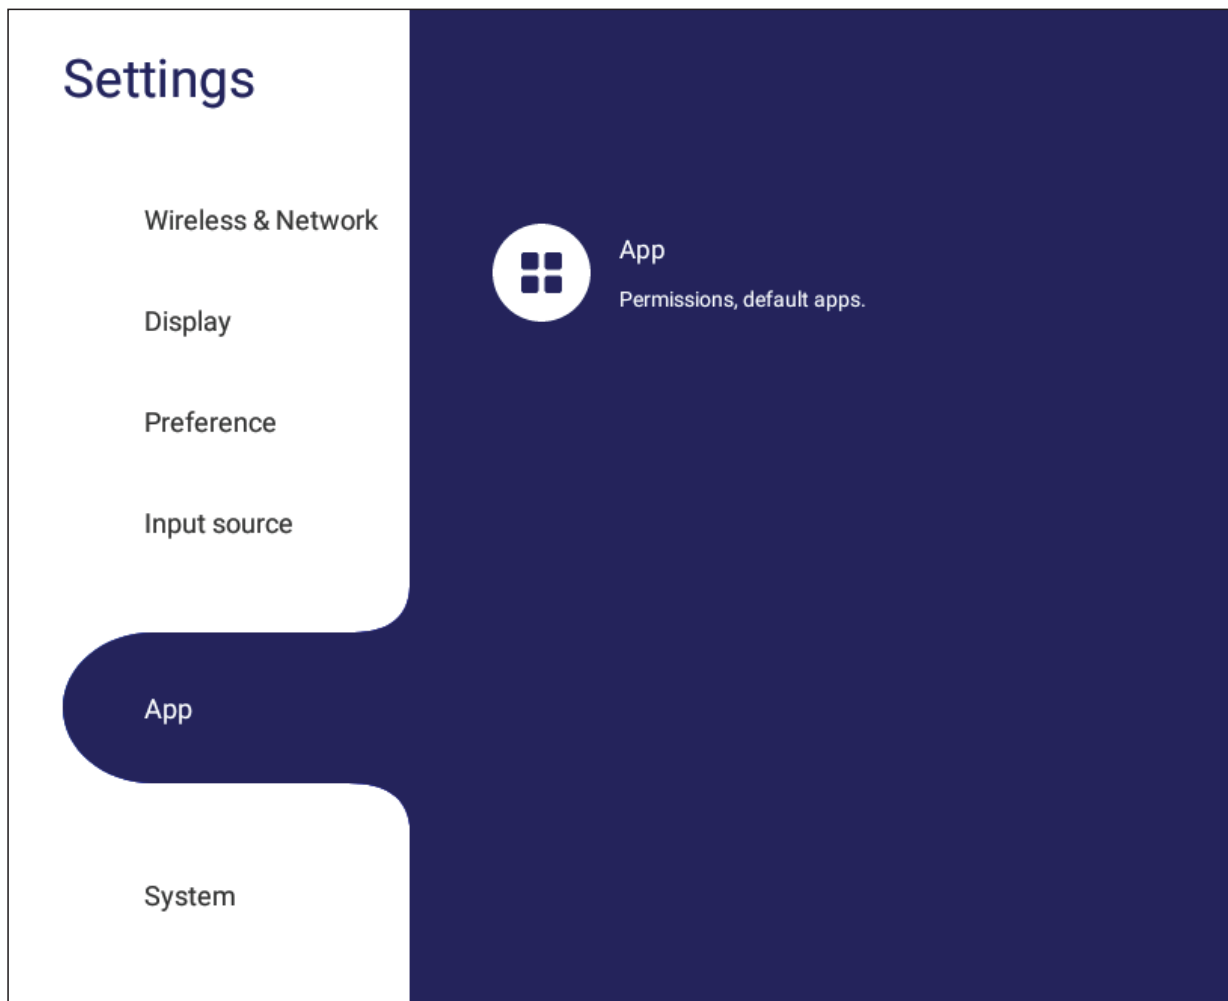 Settings
Wireless & Network
Display
Preference
Input source
App
System
App
Permissions, default apps.